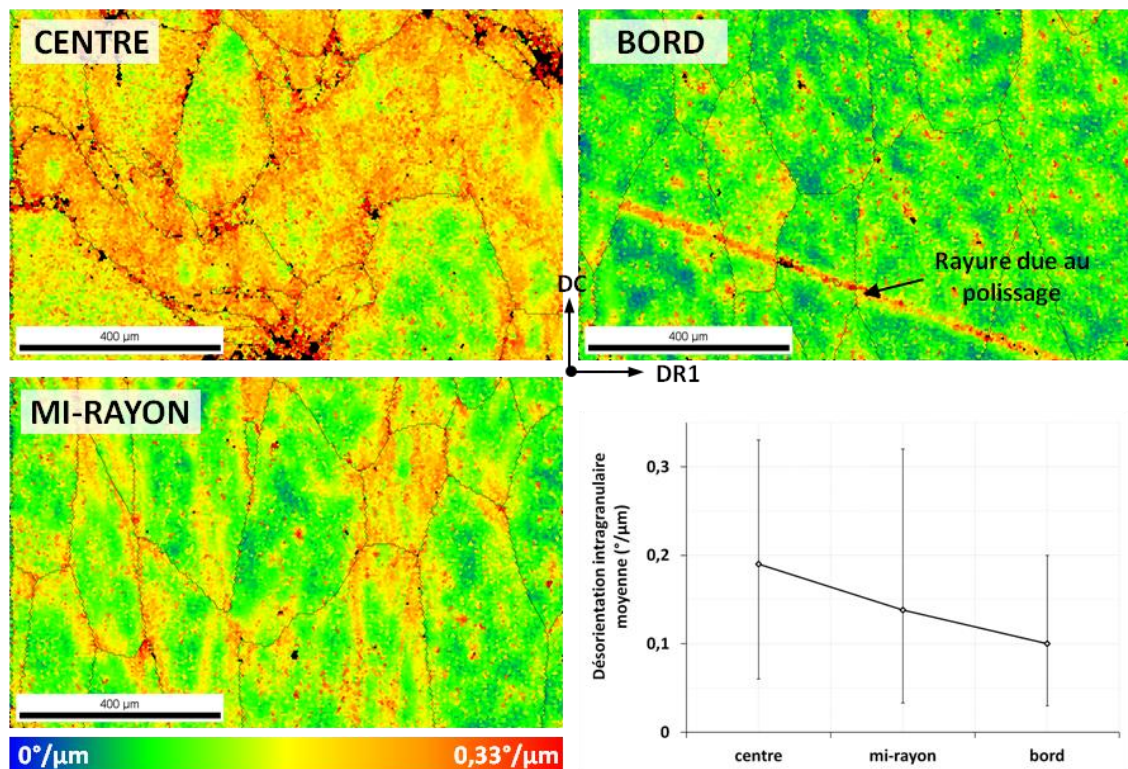 CENTRE
400 µm
BORD
Rayure due au
polissage
400 µm
DC
DR1
MI-RAYON
400 µm
0°/µm
0,33°/µm
Désorientation intragranulaire
moyenne (°/µm)
0,3
0,2
0,1
0
centre
mi-rayon
bord